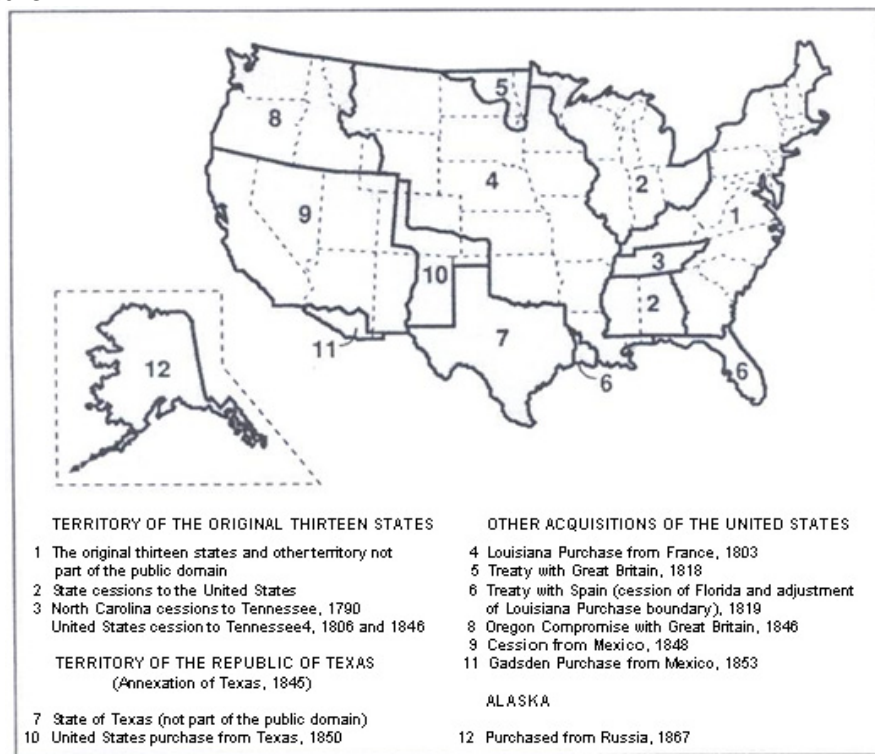 5
8
4
2
9
1
3
10
2
7
11
6
6
12
TERRITORY OF THE ORIGINAL THIRTEEN STATES
1 The original thirteen states and other territory not
part of the public domain
2 State cessions to the United States
3 North Carolina cessions to Tennessee, 1790
United States cession to Tennessee4, 1806 and 1846
TERRITORY OF THE REPUBLIC OF TEXAS
(Annexation of Texas, 1845)
7 State of Texas (not part of the public domain)
10 United States purchase from Texas, 1850
OTHER ACQUISITIONS OF THE UNITED STATES
4 Louisiana Purchase from France, 1803
5 Treaty with Great Britain, 1818
6 Treaty with Spain (cession of Florida and adjustment
of Louisiana Purchase boundary), 1819
8 Oregon Compromise with Great Britain, 1846
9 Cession from Mexico, 1848
11 Gadsden Purchase from Mexico, 1853
ALASKA
12 Purchased from Russia, 1867